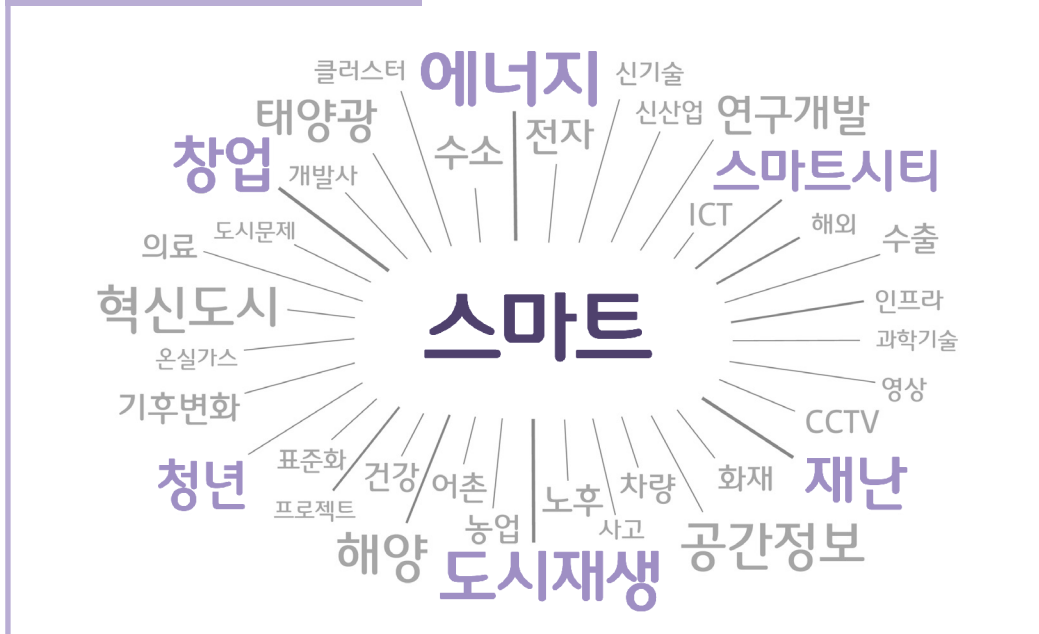 클러스터
에너지
신기술
태양광
수소
전자
신산업
연구개발
창업
개발사
스마트시티
의료
도시문제
ICT
해외
수출
혁신도시
스마트
인프라
온실가스
과학기술
기후변화
영상
CCTV
청년
표준화
건강
어촌
노후
차량
화재
재난
프로젝트
농업
사고
해양
도시재생
공간정보